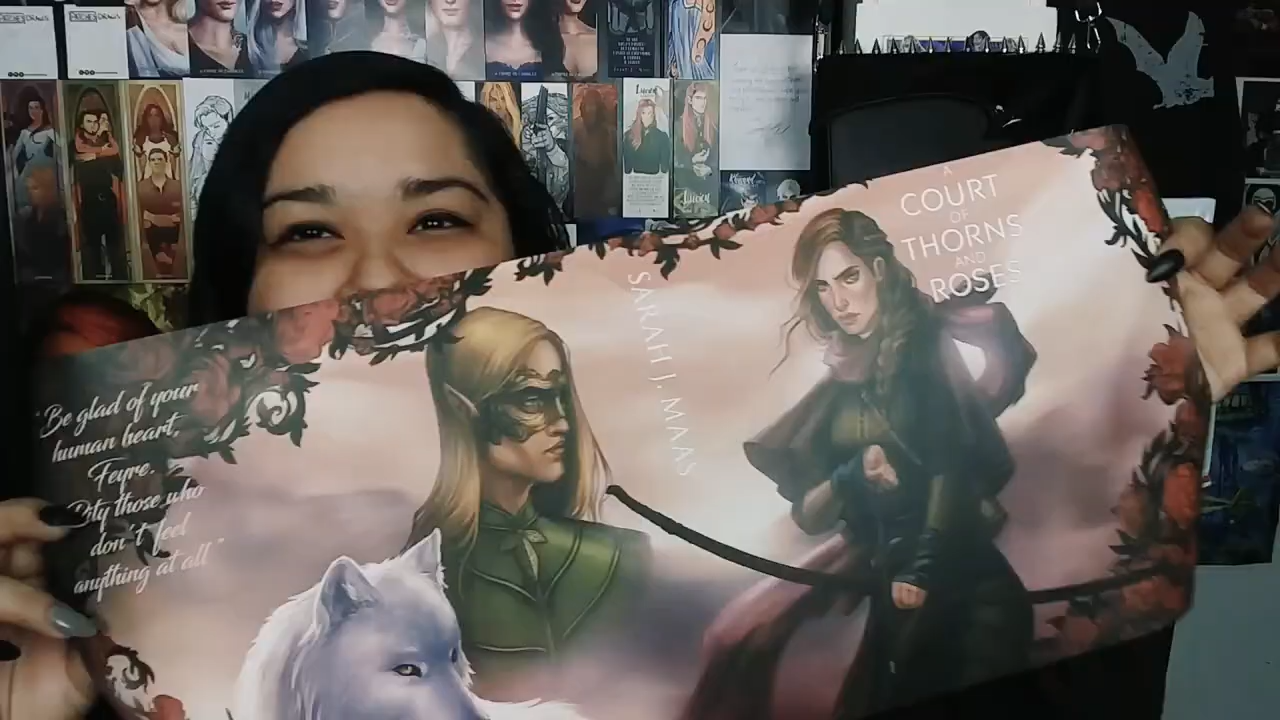 "Be glad of your
human heart,
Feyre.
Pity those who
don't feel
anything at all"
SARAH J. MAAS
A
COURT
OF
THORNS
AND
ROSES